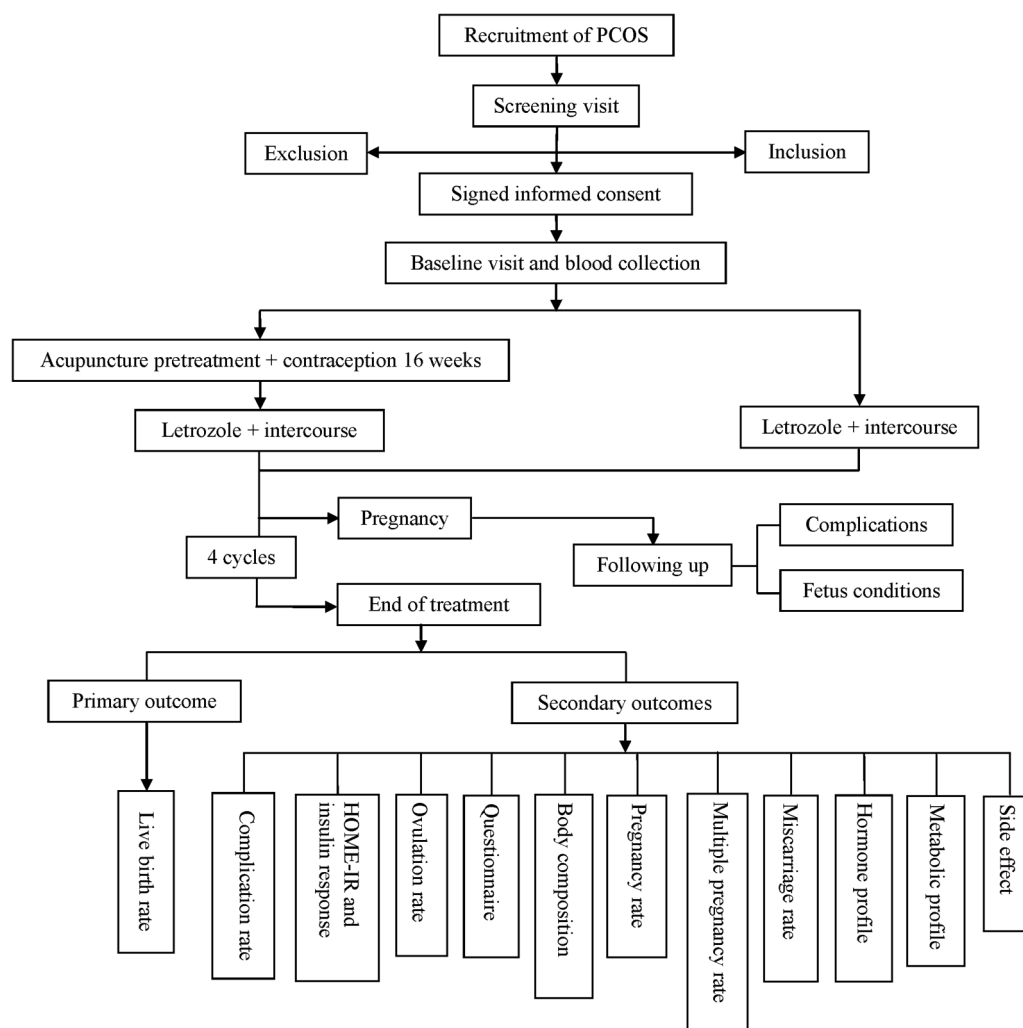 Recruitment of PCOS
Screening visit
Exclusion
Inclusion
Signed informed consent
Baseline visit and blood collection
Acupuncture pretreatment + contraception 16 weeks
Letrozole + intercourse
Letrozole + intercourse
Pregnancy
Complications
4 cycles
Following up
Fetus conditions
End of treatment
Primary outcome
Secondary outcomes
Live birth rate
Complication rate
HOME-IR and
insulin response
Ovulation rate
Questionnaire
Body composition
Pregnancy rate
Multiple pregnancy rate
Miscarriage rate
Hormone profile
Metabolic profile
Side effect